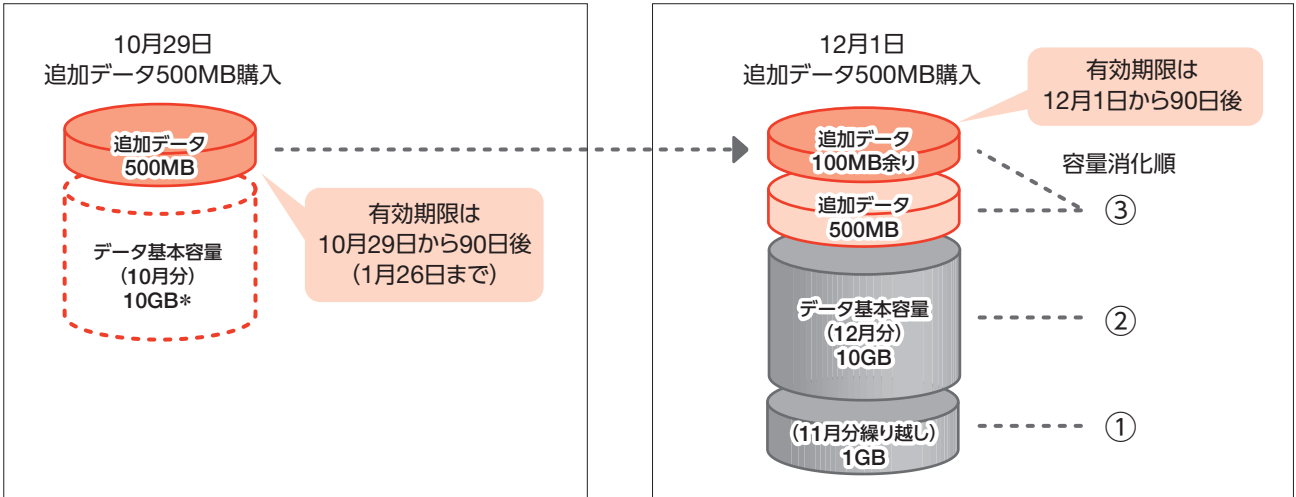 10月29日
追加データ500MB購入
追加データ
500MB
データ基本容量
（10月分）
10GB*
有効期限は
10月29日から90日後
（1月26日まで）
12月1日
追加データ500MB購入
有効期限は
12月1日から90日後
追加データ
100MB余り
容量消化順
追加データ
500MB
③
データ基本容量
（12月分）
10GB
②
（11月分繰り越し）
1GB
①